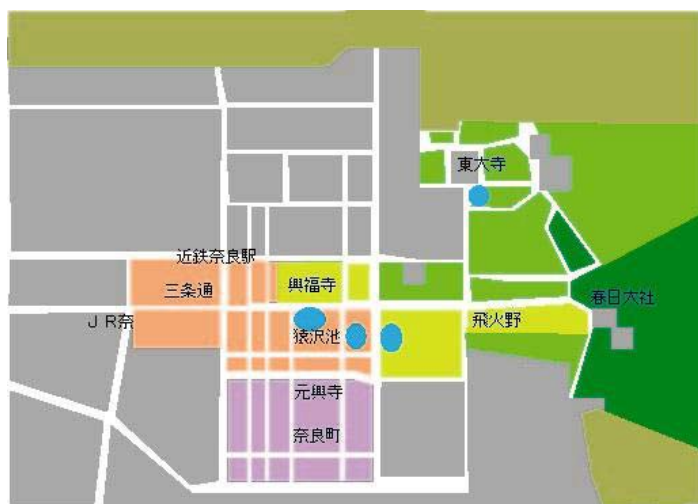 東大寺
近鉄奈良駅
三条通
興福寺
春日大社
ＪＲ奈
猿沢池
飛火野
元興寺
奈良町